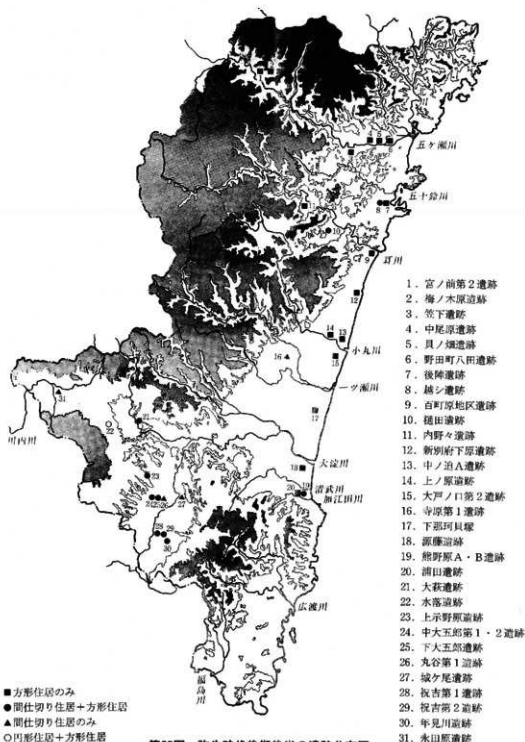 五ケ瀬川
五十鈴川
耳川
小丸川
一ツ瀬川
大淀川
清武川
加江田川
広渡川
福島川
川内川
1. 宮ノ前第2遺跡
2. 梅ノ木原遺跡
3. 笠下遺跡
4. 中尾原遺跡
5. 貝ノ畑遺跡
6. 野田町八田遺跡
7. 後陣遺跡
8. 越シ遺跡
9. 百町原地区遺跡
10. 樋田遺跡
11. 内野々遺跡
12. 新別府下原遺跡
13. 中ノ迫A遺跡
14. 上ノ原遺跡
15. 大戸ノ口第2遺跡
16. 寺原第1遺跡
17. 下那珂貝塚
18. 源藤遺跡
19. 熊野原A・B遺跡
20. 浦田遺跡
21. 大萩遺跡
22. 水落遺跡
23. 上示野原遺跡
24. 中大五郎第1・2遺跡
25. 下大五郎遺跡
26. 丸谷第1遺跡
27. 城ケ尾遺跡
28. 祝吉第1遺跡
29. 祝吉第2遺跡
30. 年見川遺跡
31. 永田原遺跡
■方形住居のみ
●間仕切り住居+方形住居
▲間仕切り住居のみ
○円形住居+方形住居